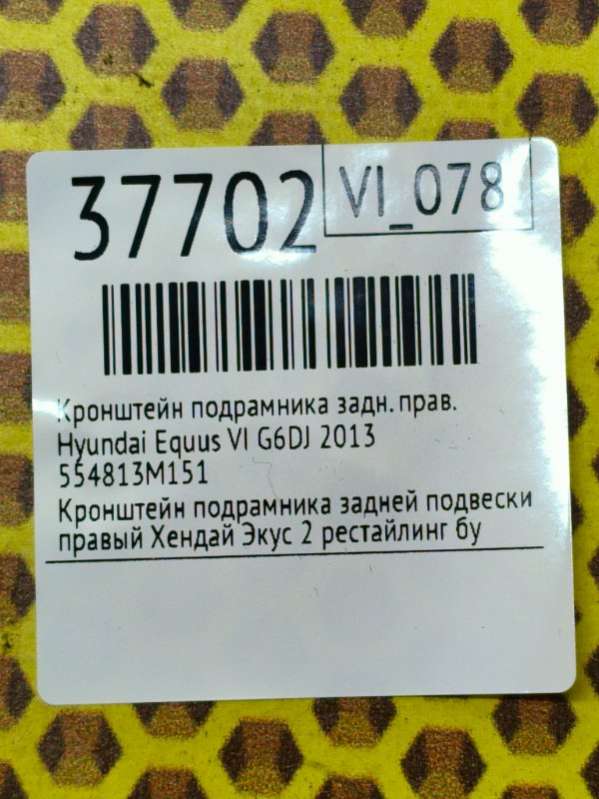 37702
VI_078
Кронштейн подрамника задн. прав.
Hyundai Equus VI G6DJ 2013
554813M151
Кронштейн подрамника задней подвески
правый Хендай Экус 2 рестайлинг бу